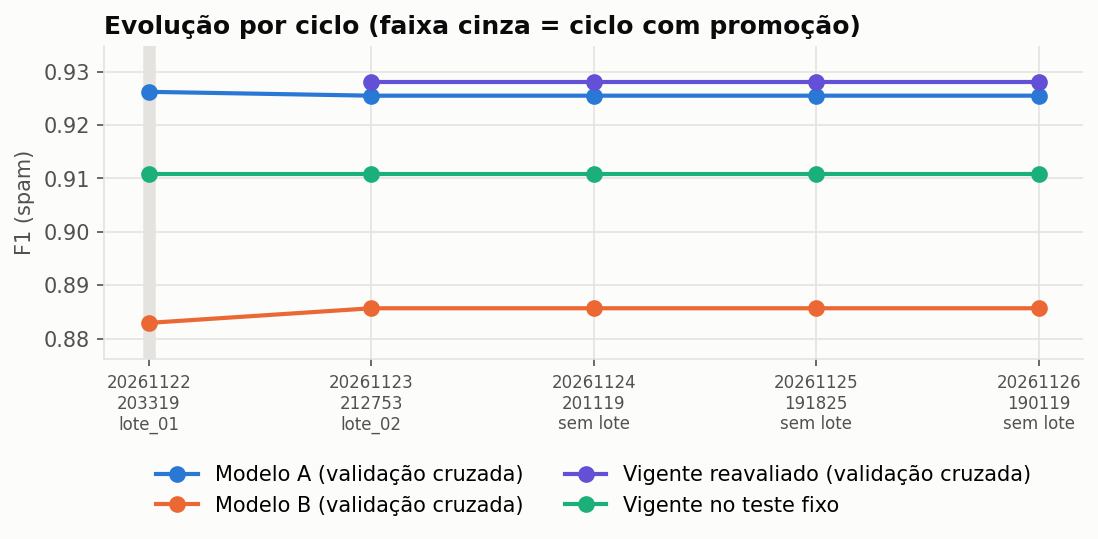 Evolução por ciclo (faixa cinza = ciclo com promoção)
F1 (spam)
0.93
0.92
0.91
0.90
0.89
0.88
20261122 20261123 20261124 20261125 20261126
203319 212753 201119 191825 190119
lote_01 lote_02 sem lote sem lote sem lote
Modelo A (validação cruzada) Vigente reavaliado (validação cruzada)
Modelo B (validação cruzada) Vigente no teste fixo